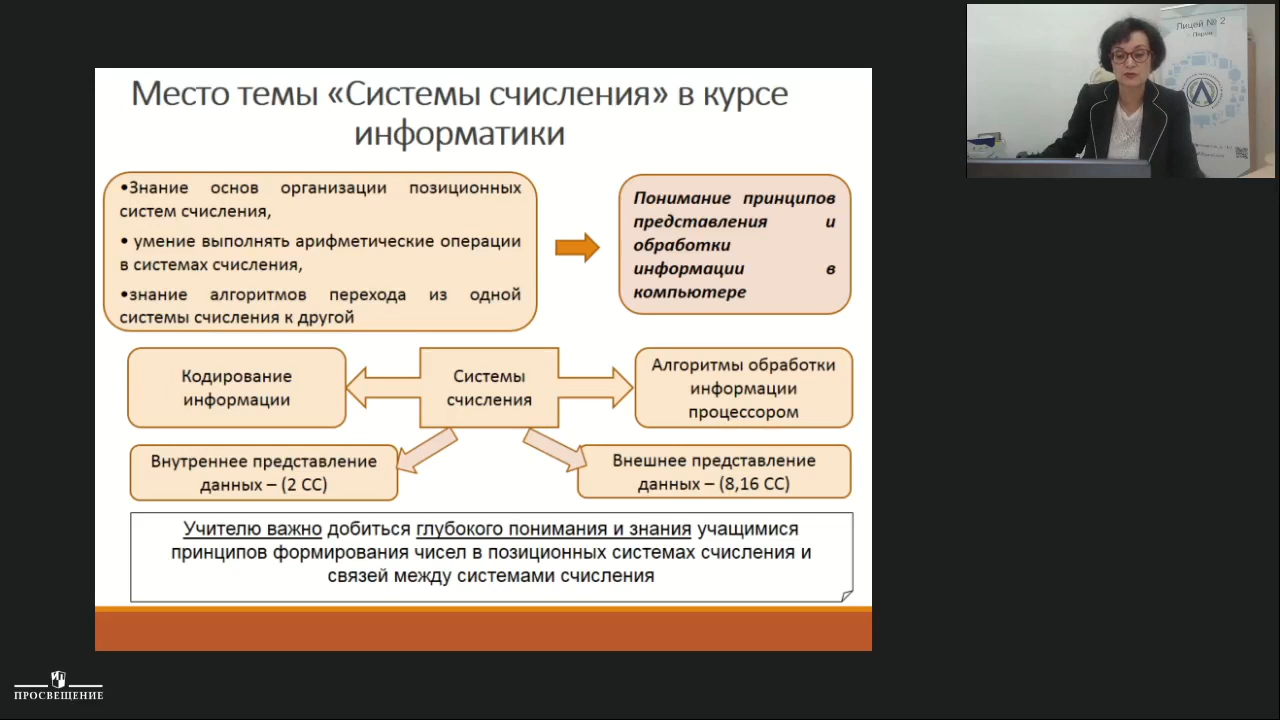 Место темы «Системы счисления» в курсе
информатики
•Знание основ организации позиционных
систем счисления,
• умение выполнять арифметические операции
в системах счисления,
•знание алгоритмов перехода из одной
системы счисления к другой
Понимание принципов
представления и
обработки
информации в
компьютере
Кодирование
информации
Системы
счисления
Алгоритмы обработки
информации
процессором
Внутреннее представление
данных – (2 СС)
Внешнее представление
данных – (8,16 СС)
Учителю важно добиться глубокого понимания и знания учащимися
принципов формирования чисел в позиционных системах счисления и
связей между системами счисления
Лицей № 2
г. Пермь
ПРОСВЕЩЕНИЕ